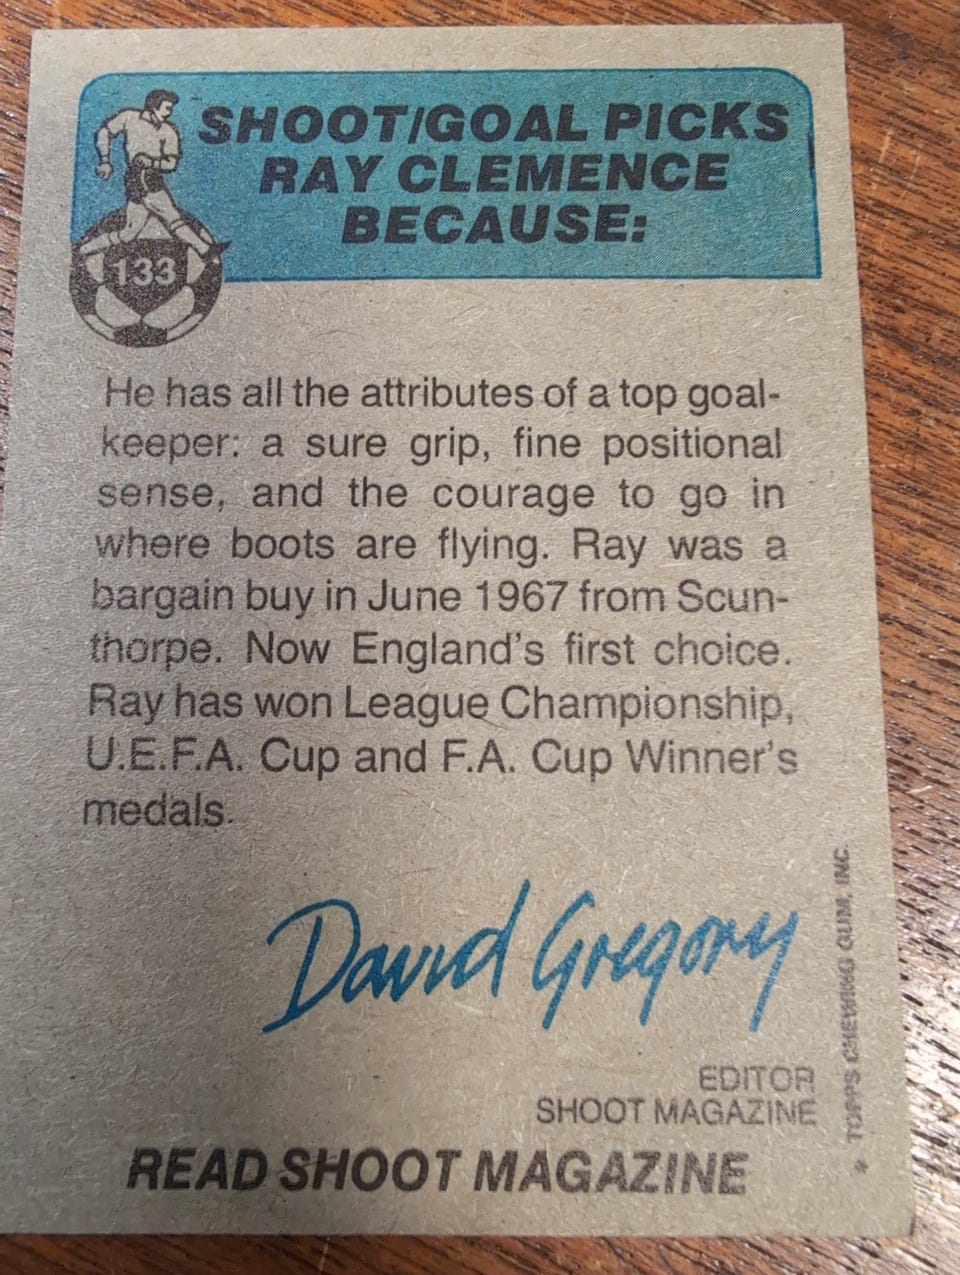 SHOOT/GOAL PICKS
RAY CLEMENCE
BECAUSE:
133
He has all the attributes of a top goal-
keeper: a sure grip, fine positional
sense, and the courage to go in
where boots are flying. Ray was a
bargain buy in June 1967 from Scun-
thorpe. Now England's first choice.
Ray has won League Championship,
U.E.F.A. Cup and F.A. Cup Winner's
medals.
David Gregory
EDITOR
SHOOT MAGAZINE
READ SHOOT MAGAZINE
* TOPPS CHEWING GUM, INC.